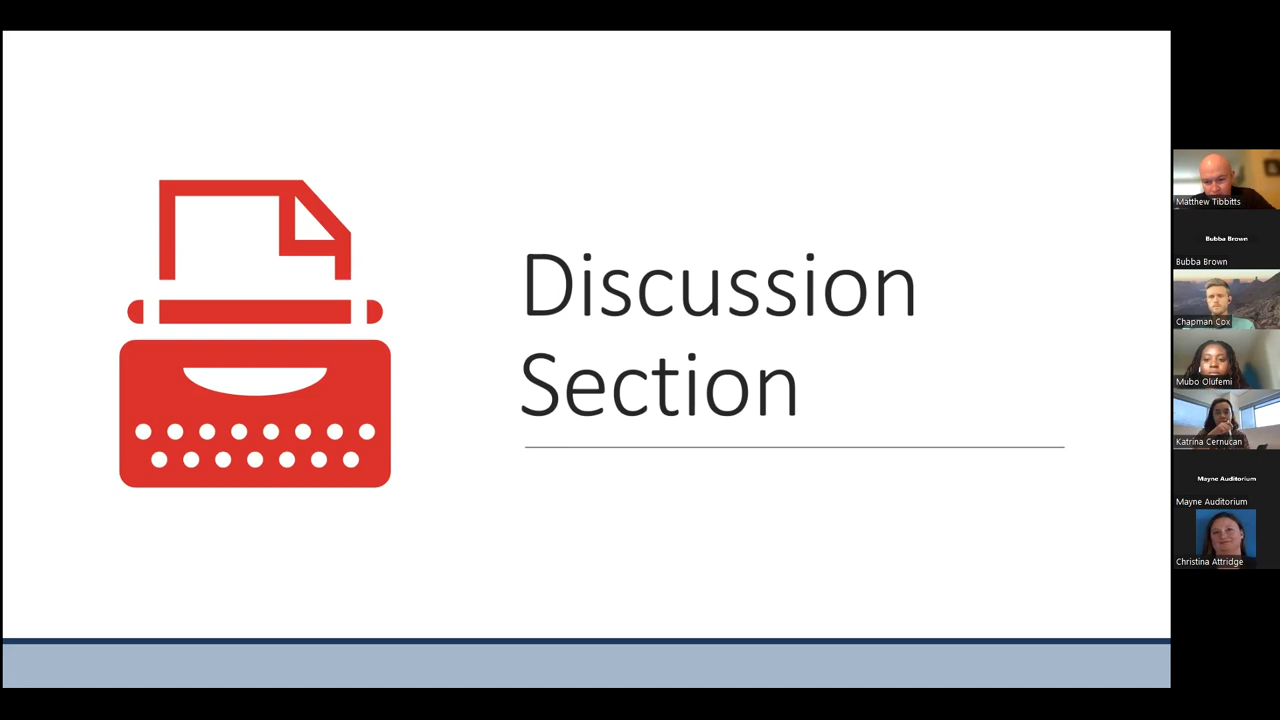 Discussion
Section
Matthew Tibbitts
Bubba Brown
Bubba Brown
Chapman Cox
Mubo Olufemi
Katrina Cernucan
Mayne Auditorium
Mayne Auditorium
Christina Attridge